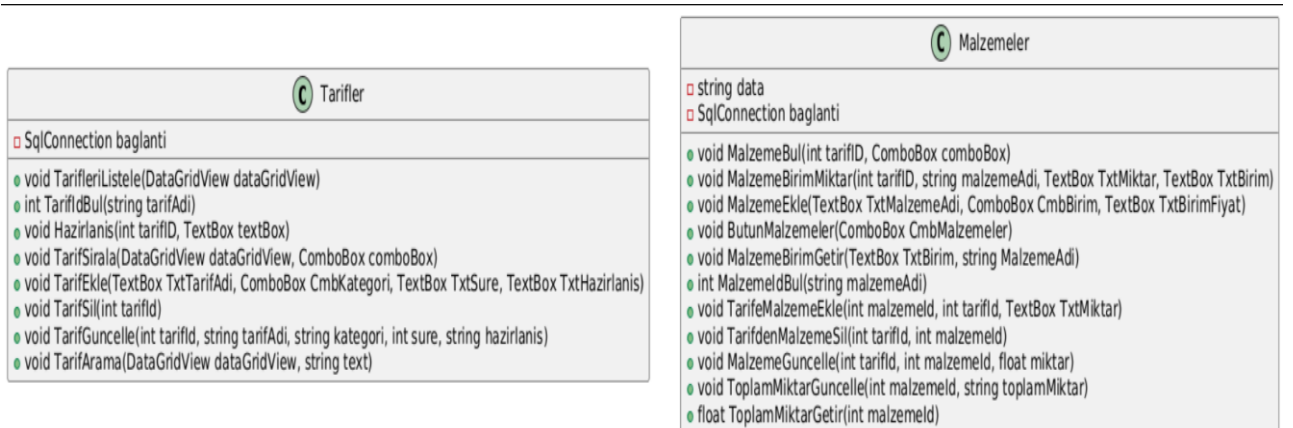 C Tarifler
SqlConnection baglanti
void TarifleriListele(DataGridView dataGridView)
int TarifIdBul(string tarifAdi)
void Hazirlanis(int tarifID, TextBox textBox)
void TarifSirala(DataGridView dataGridView, ComboBox comboBox)
void TarifEkle(TextBox TxtTarifAdi, ComboBox CmbKategori, TextBox TxtSure, TextBox TxtHazirlanis)
void TarifSil(int tarifId)
void TarifGuncelle(int tarifId, string tarifAdi, string kategori, int sure, string hazirlanis)
void TarifArama(DataGridView dataGridView, string text)
C Malzemeler
string data
SqlConnection baglanti
void MalzemeBul(int tarifID, ComboBox comboBox)
void MalzemeBirimMiktar(int tarifID, string malzemeAdi, TextBox TxtMiktar, TextBox TxtBirim)
void MalzemeEkle(TextBox TxtMalzemeAdi, ComboBox CmbBirim, TextBox TxtBirimFiyat)
void ButunMalzemeler(ComboBox CmbMalzemeler)
void MalzemeBirimGetir(TextBox TxtBirim, string MalzemeAdi)
int MalzemeIdBul(string malzemeAdi)
void TarifeMalzemeEkle(int malzemeId, int tarifId, TextBox TxtMiktar)
void TarifdenMalzemeSil(int tarifId, int malzemeId)
void MalzemeGuncelle(int tarifId, int malzemeId, float miktar)
void ToplamMiktarGuncelle(int malzemeId, string toplamMiktar)
float ToplamMiktarGetir(int malzemeId)